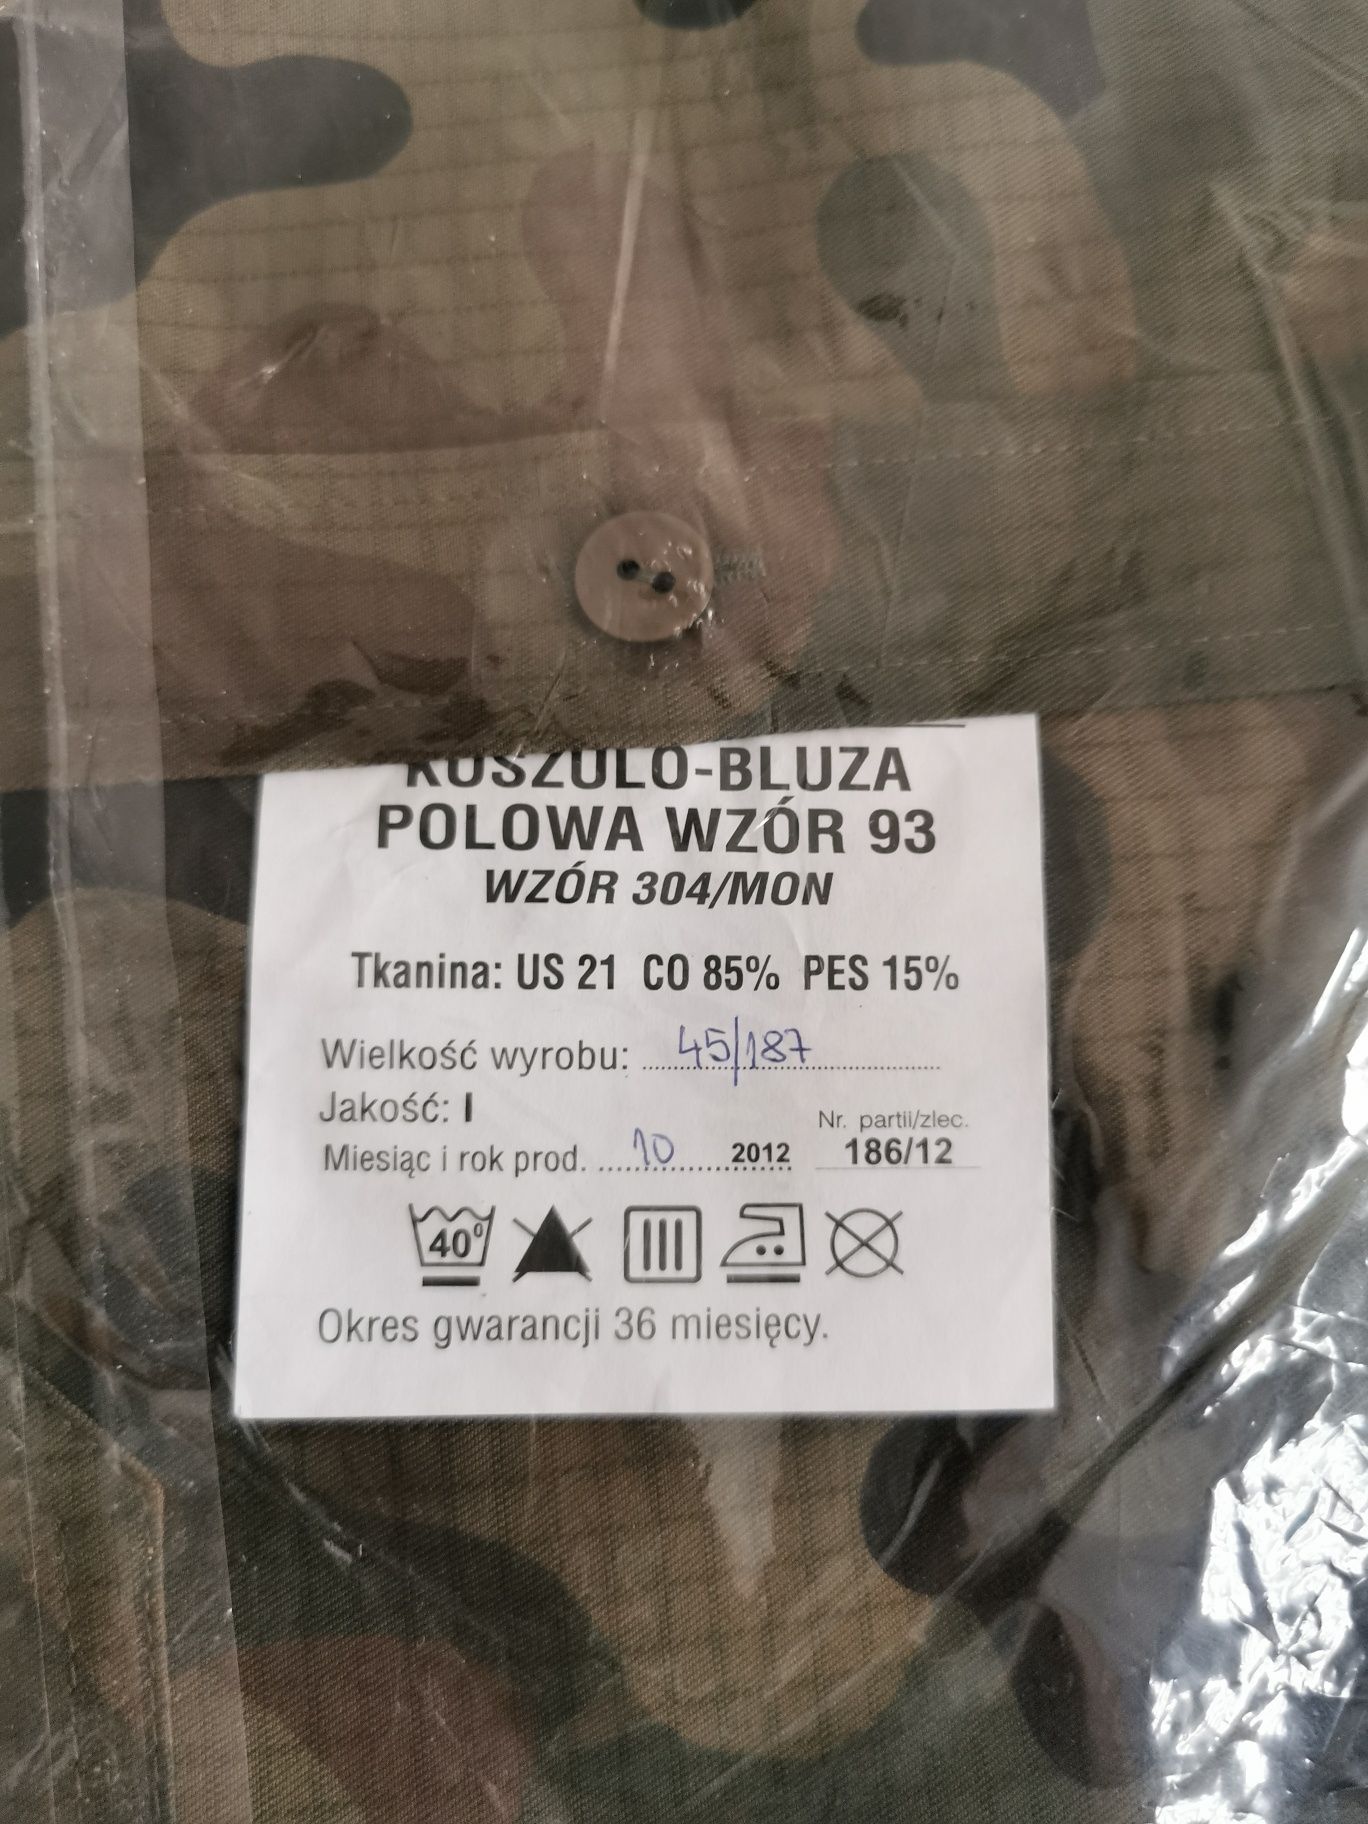 KOSZULO-BLUZA
POLOWA WZÓR 93
WZÓR 304/MON
Tkanina: US 21 CO 85% PES 15%
Wielkość wyrobu: 45/187
Jakość: I
Nr. partii/zlec.
Miesiąc i rok prod. 10 2012 186/12
40°
Okres gwarancji 36 miesięcy.